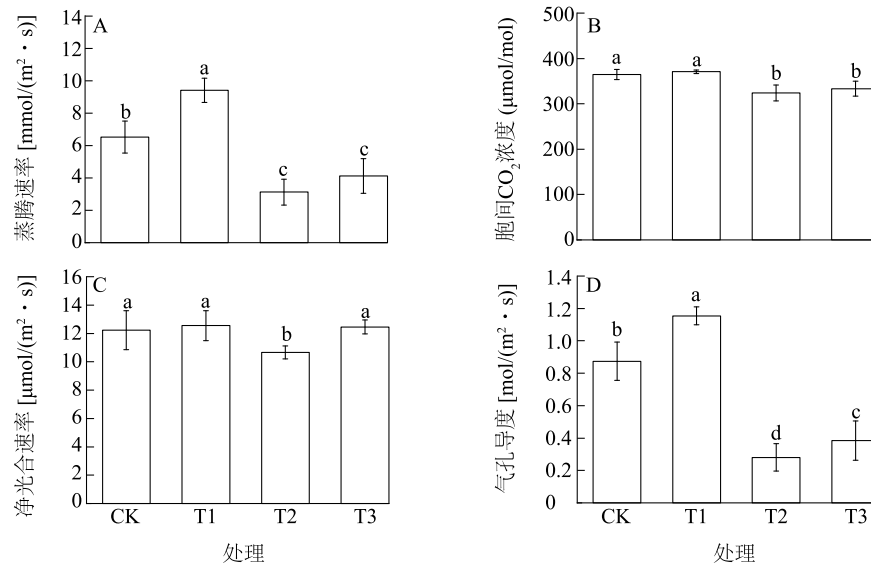 A
蒸腾速率 [mmol/(m²・s)]
14
12
10
8
6
4
2
0
b
a
c
c
B
胞间CO₂浓度 (μmol/mol)
500
400
300
200
100
0
a
a
b
b
C
净光合速率 [μmol/(m²・s)]
16
14
12
10
8
6
4
2
0
a
a
b
a
CK T1 T2 T3
处理
D
气孔导度 [mol/(m²・s)]
1.4
1.2
1.0
0.8
0.6
0.4
0.2
0
b
a
d
c
CK T1 T2 T3
处理